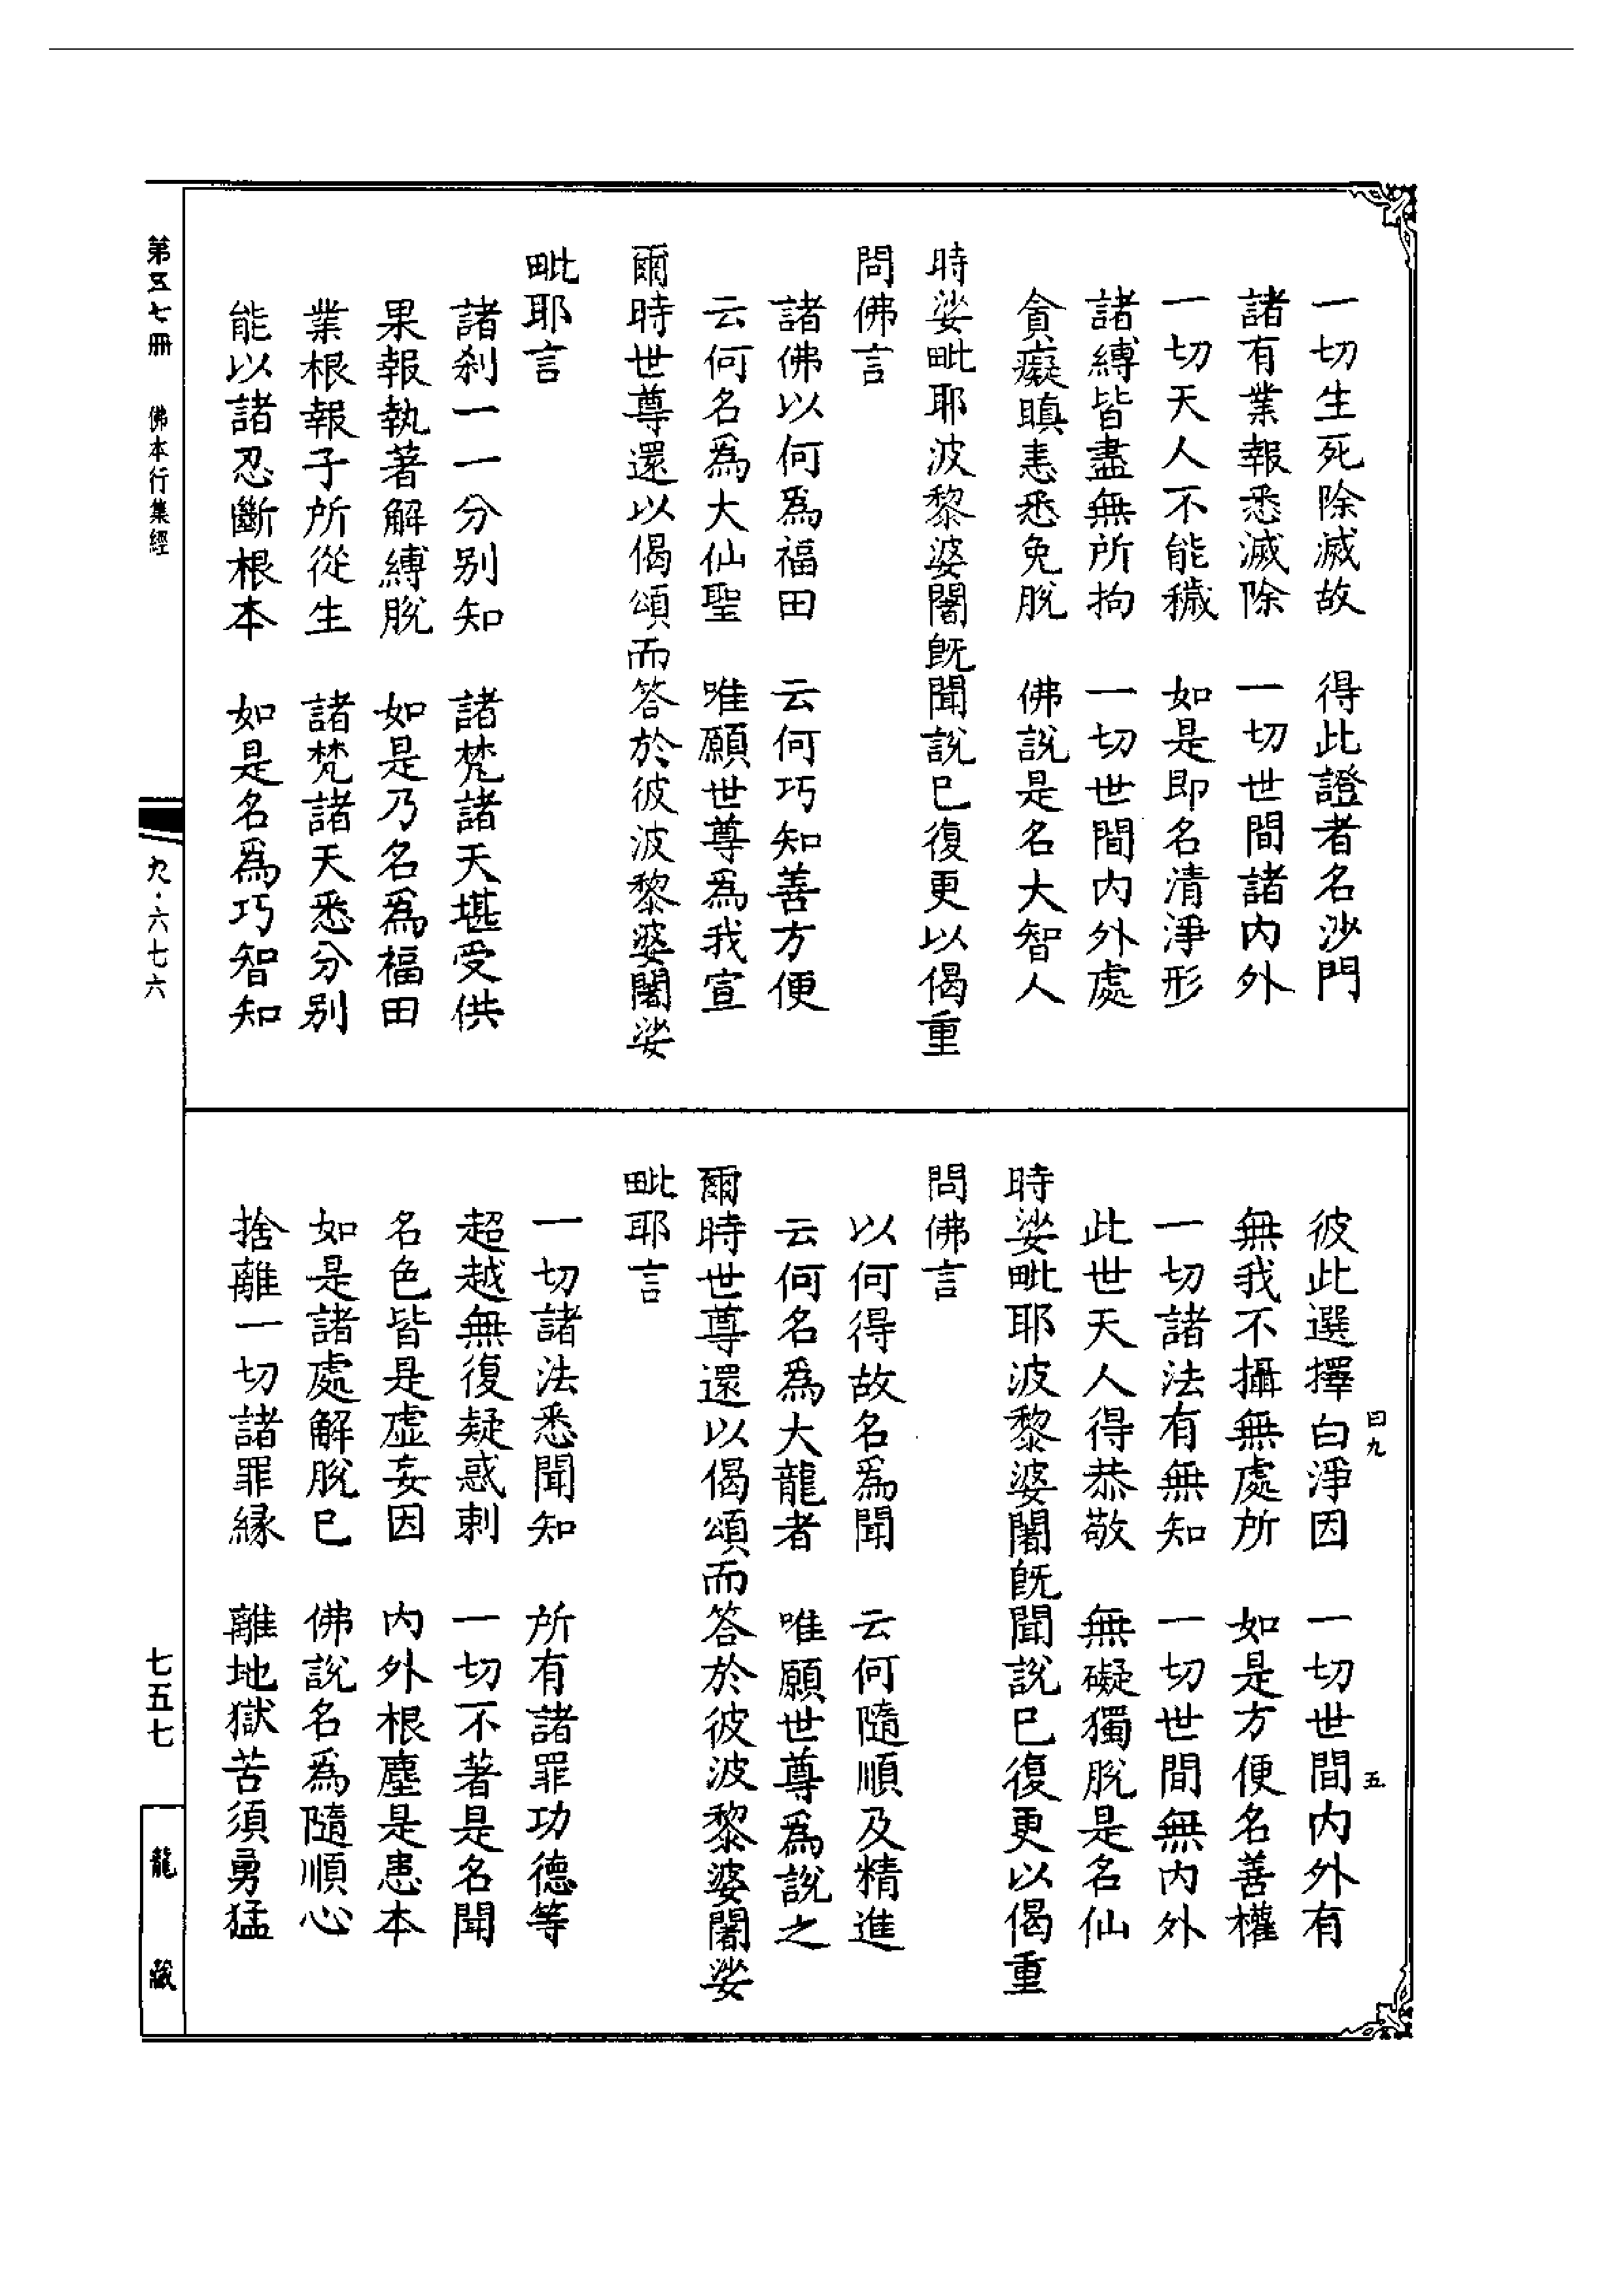 一切生死除滅故　得此證者名沙門
諸有業報悉滅除　一切世間諸內外
一切天人不能穢　如是即名清淨形
諸縛皆盡無所拘　一切世間內外處
貪癡瞋恚悉免脫　佛說是名大智人
時娑毗耶波黎婆闍既聞說已復更以偈重
問佛言
諸佛以何爲福田　云何巧知善方便
云何名爲大仙聖　唯願世尊爲我宣
爾時世尊還以偈頌而答於彼波黎婆闍娑
毗耶言
諸剎一一分別知　諸梵諸天堪受供
果報執著解縛脫　如是乃名爲福田
業根報子所從生　諸梵諸天悉分別
能以諸忍斷根本　如是名爲巧智知
彼此選擇白淨因　一切世間內外有
無我不攝無處所　如是方便名善權
一切諸法有無知　一切世間無內外
此世天人得恭敬　無礙獨脫是名仙
時娑毗耶波黎婆闍既聞說已復更以偈重
問佛言
以何得故名爲聞　云何隨順及精進
云何名爲大龍者　唯願世尊爲說之
爾時世尊還以偈頌而答於彼波黎婆闍娑
毗耶言
一切諸法悉聞知　所有諸罪功德等
超越無復疑惑刺　一切不著是名聞
名色皆是虛妄因　內外根塵是患本
如是諸處解脫已　佛說名爲隨順心
捨離一切諸罪緣　離地獄苦須勇猛
曰九
五
第五七冊　佛本行集經
九·六七六
七五七
龍藏